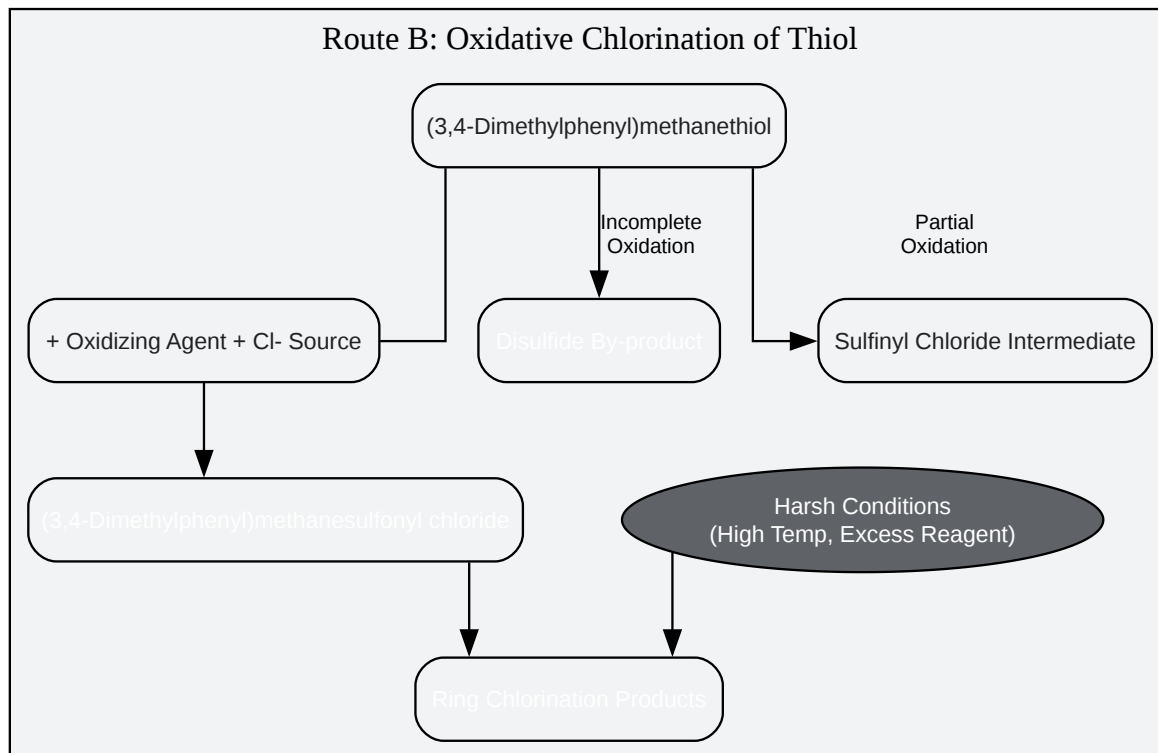 Route B: Oxidative Chlorination of Thiol
(3,4-Dimethylphenyl)methanethiol
Incomplete
Oxidation
Partial
Oxidation
+ Oxidizing Agent + Cl- Source
Disulfide By-product
Sulfinyl Chloride Intermediate
(3,4-Dimethylphenyl)methanesulfonyl chloride
Harsh Conditions
(High Temp, Excess Reagent)
Ring Chlorination Products